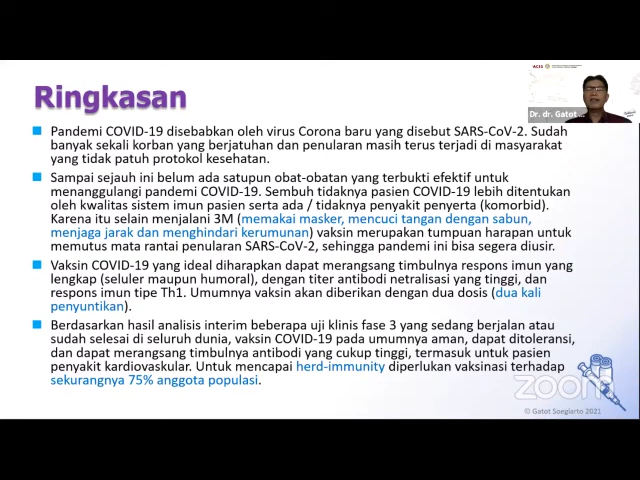 ACES
Dr. dr. Gatot ...
Ringkasan
Pandemi COVID-19 disebabkan oleh virus Corona baru yang disebut SARS-CoV-2. Sudah
banyak sekali korban yang berjatuhan dan penularan masih terus terjadi di masyarakat
yang tidak patuh protokol kesehatan.
Sampai sejauh ini belum ada satupun obat-obatan yang terbukti efektif untuk
menanggulangi pandemi COVID-19. Sembuh tidaknya pasien COVID-19 lebih ditentukan
oleh kwalitas sistem imun pasien serta ada / tidaknya penyakit penyerta (komorbid).
Karena itu selain menjalani 3M (memakai masker, mencuci tangan dengan sabun,
menjaga jarak dan menghindari kerumunan) vaksin merupakan tumpuan harapan untuk
memutus mata rantai penularan SARS-CoV-2, sehingga pandemi ini bisa segera diusir.
Vaksin COVID-19 yang ideal diharapkan dapat merangsang timbulnya respons imun yang
lengkap (seluler maupun humoral), dengan titer antibodi netralisasi yang tinggi, dan
respons imun tipe Th1. Umumnya vaksin akan diberikan dengan dua dosis (dua kali
penyuntikan).
Berdasarkan hasil analisis interim beberapa uji klinis fase 3 yang sedang berjalan atau
sudah selesai di seluruh dunia, vaksin COVID-19 pada umumnya aman, dapat ditoleransi,
dan dapat merangsang timbulnya antibodi yang cukup tinggi, termasuk untuk pasien
penyakit kardiovaskular. Untuk mencapai herd-immunity diperlukan vaksinasi terhadap
sekurangnya 75% anggota populasi.
zoom
© Gatot Soegiarto 2021